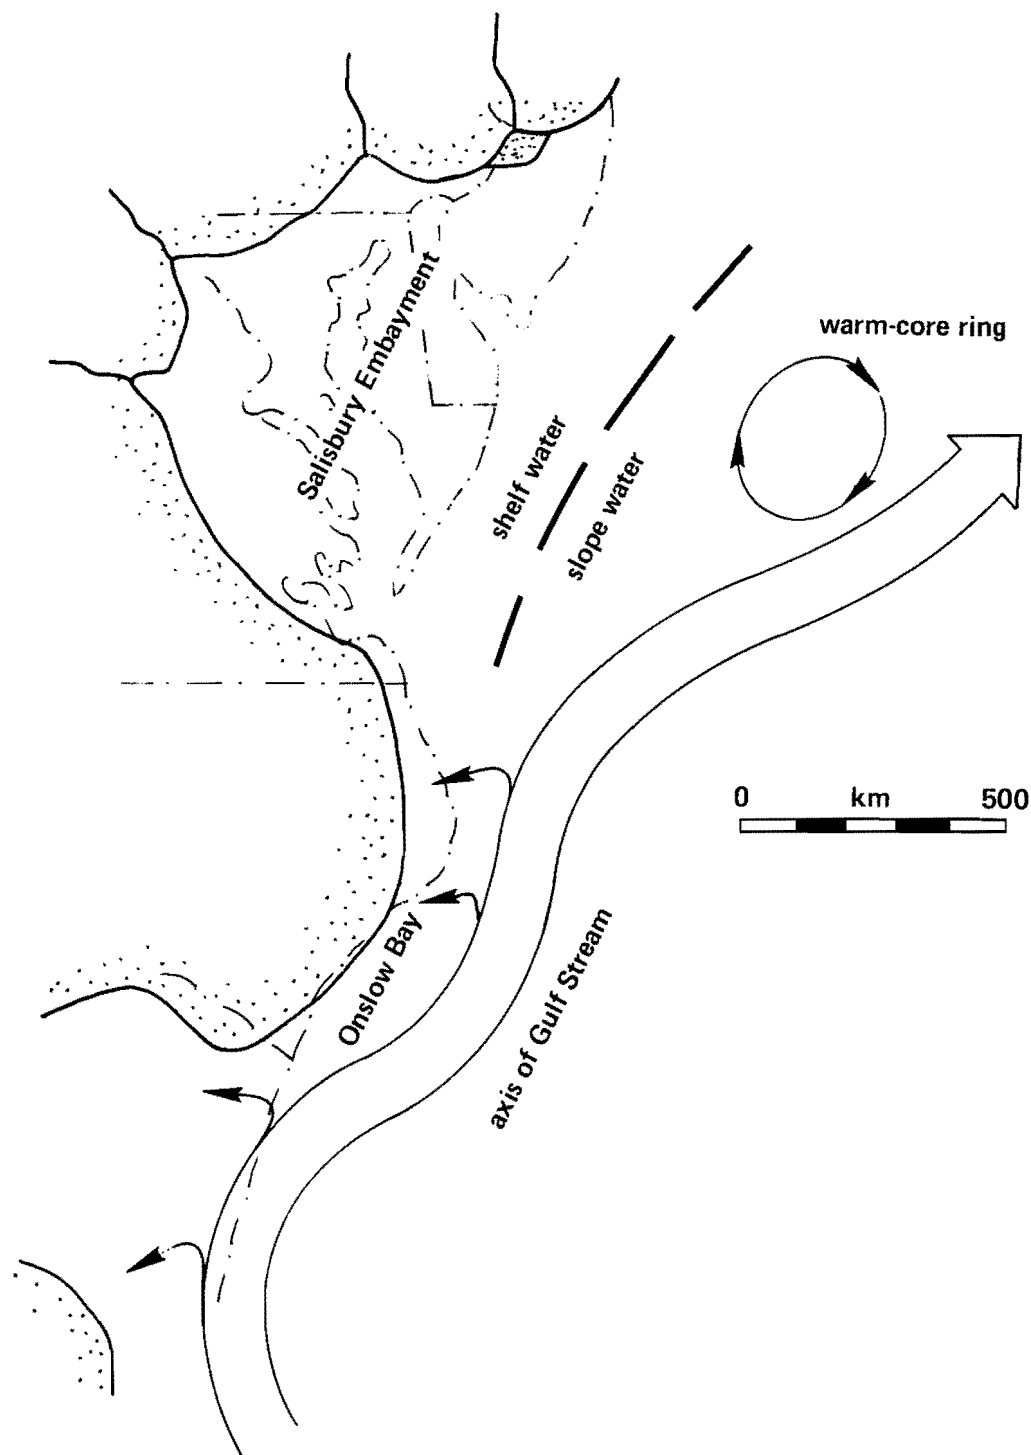 warm-core ring
Salisbury Embayment
shelf water
slope water
0 km 500
Onslow Bay
axis of Gulf Stream